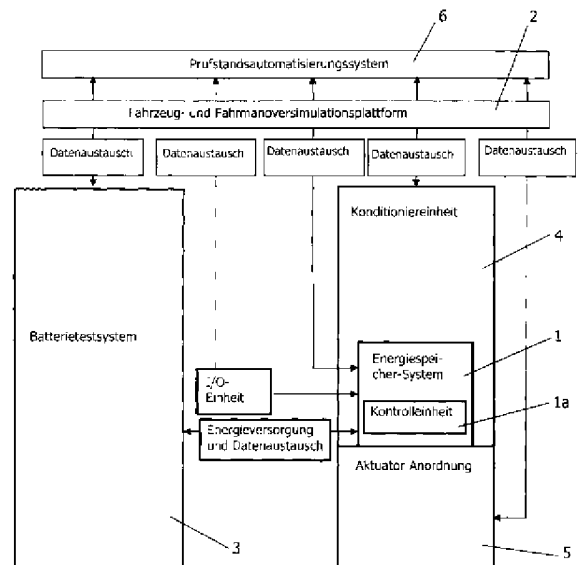 6
2
Prufstandsautomatisierungssystem
Fahrzeug- und Fahrmanoversimulationsplattform
Datenaustausch
Datenaustausch
Datenaustausch
Datenaustausch
Datenaustausch
Konditioniereinheit
4
Batterietestsystem
Energiespei-
cher-System
1
I/O-
Einheit
Kontrolleinheit
1a
Energieversorgung
und Datenaustausch
Aktuator Anordnung
3
5